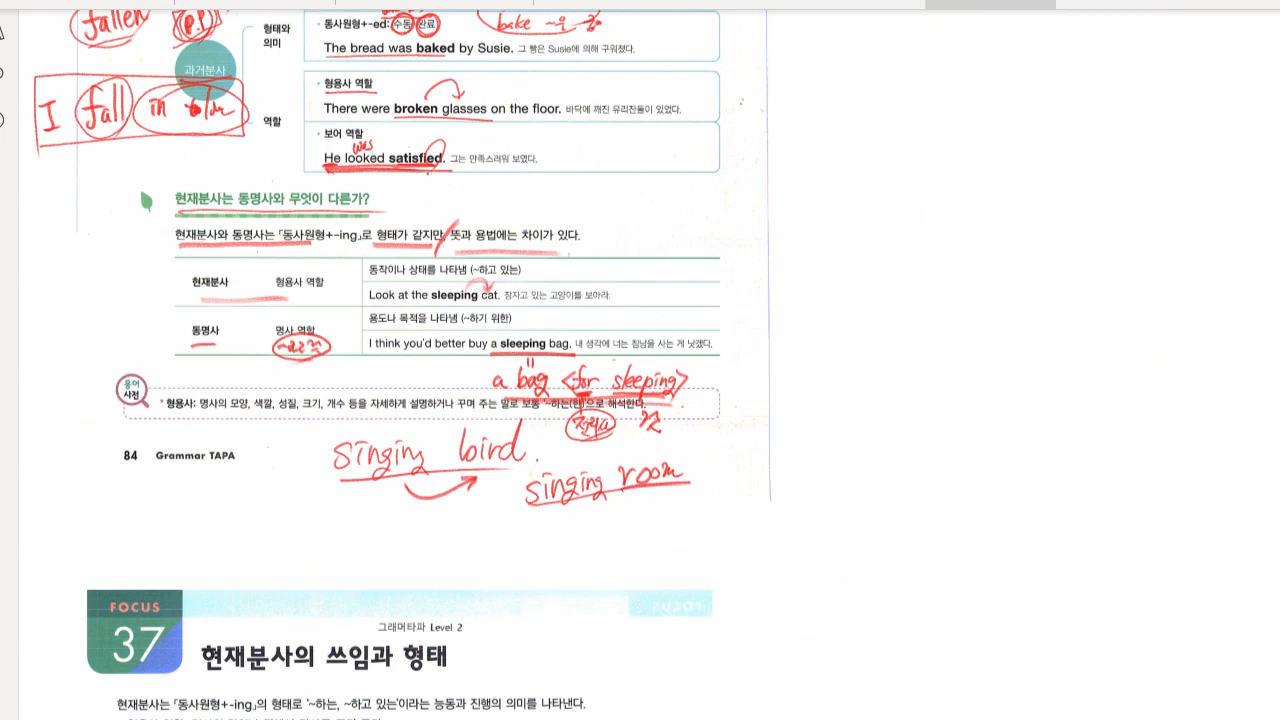 fallen (p.p)
bake ~을
형태와 의미
동사원형+-ed: 수동, 완료
The bread was baked by Susie. 그 빵은 Susie에 의해 구워졌다.
과거분사
역할
형용사 역할
There were broken glasses on the floor. 바닥에 깨진 유리잔들이 있었다.
I fall in
보어 역할
was
He looked satisfied. 그는 만족스러워 보였다.
현재분사는 동명사와 무엇이 다른가?
현재분사와 동명사는 「동사원형+-ing」로 형태가 같지만, 뜻과 용법에는 차이가 있다.
현재분사 형용사 역할
동작이나 상태를 나타냄 (~하고 있는)
Look at the sleeping cat. 잠자고 있는 고양이를 보아라.
동명사 명사 역할
용도나 목적을 나타냄 (~하기 위한)
I think you'd better buy a sleeping bag. 내 생각에 너는 침낭을 사는 게 낫겠다.
a bag <for sleeping>
용어 사전
* 형용사: 명사의 모양, 색깔, 성질, 크기, 개수 등을 자세하게 설명하거나 꾸며 주는 말로 보통 '~하는(한)'으로 해석한다.
전치사
singing bird.
84 Grammar TAPA
singing room
FOCUS
37
그래머타파 Level 2
현재분사의 쓰임과 형태
현재분사는 「동사원형+-ing」의 형태로 '~하는, ~하고 있는'이라는 능동과 진행의 의미를 나타낸다.